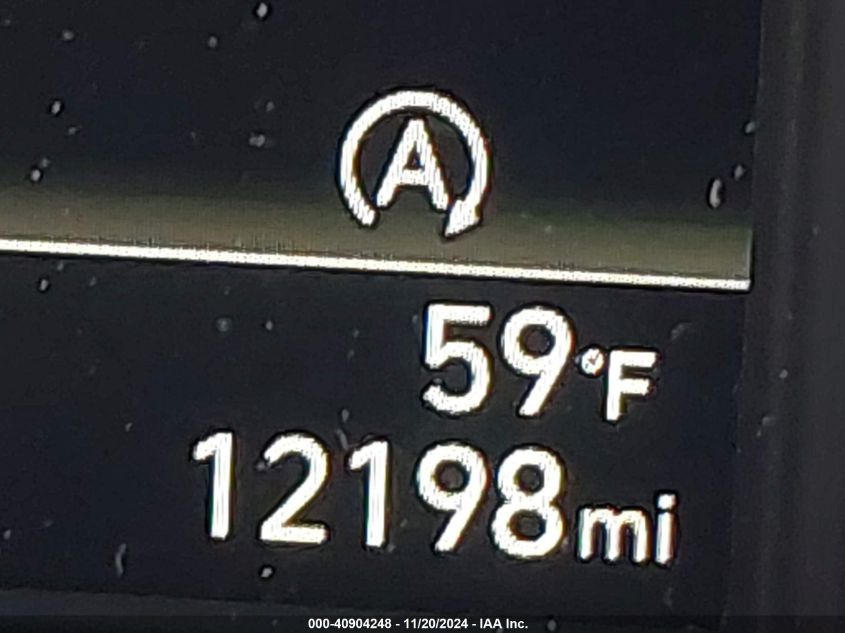 A
59°F
12198mi
000-40904248 - 11/20/2024 - IAA Inc.